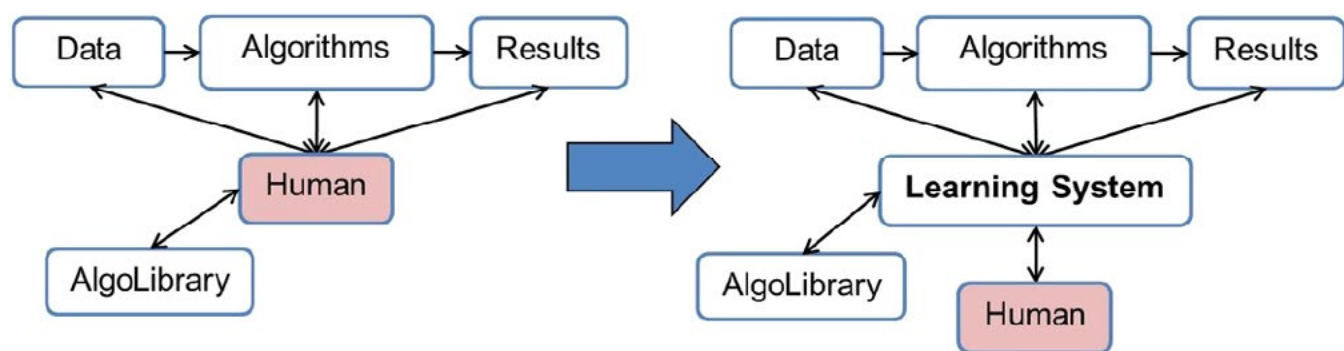 Data
Algorithms
Results
Human
AlgoLibrary
Data
Algorithms
Results
Learning System
AlgoLibrary
Human